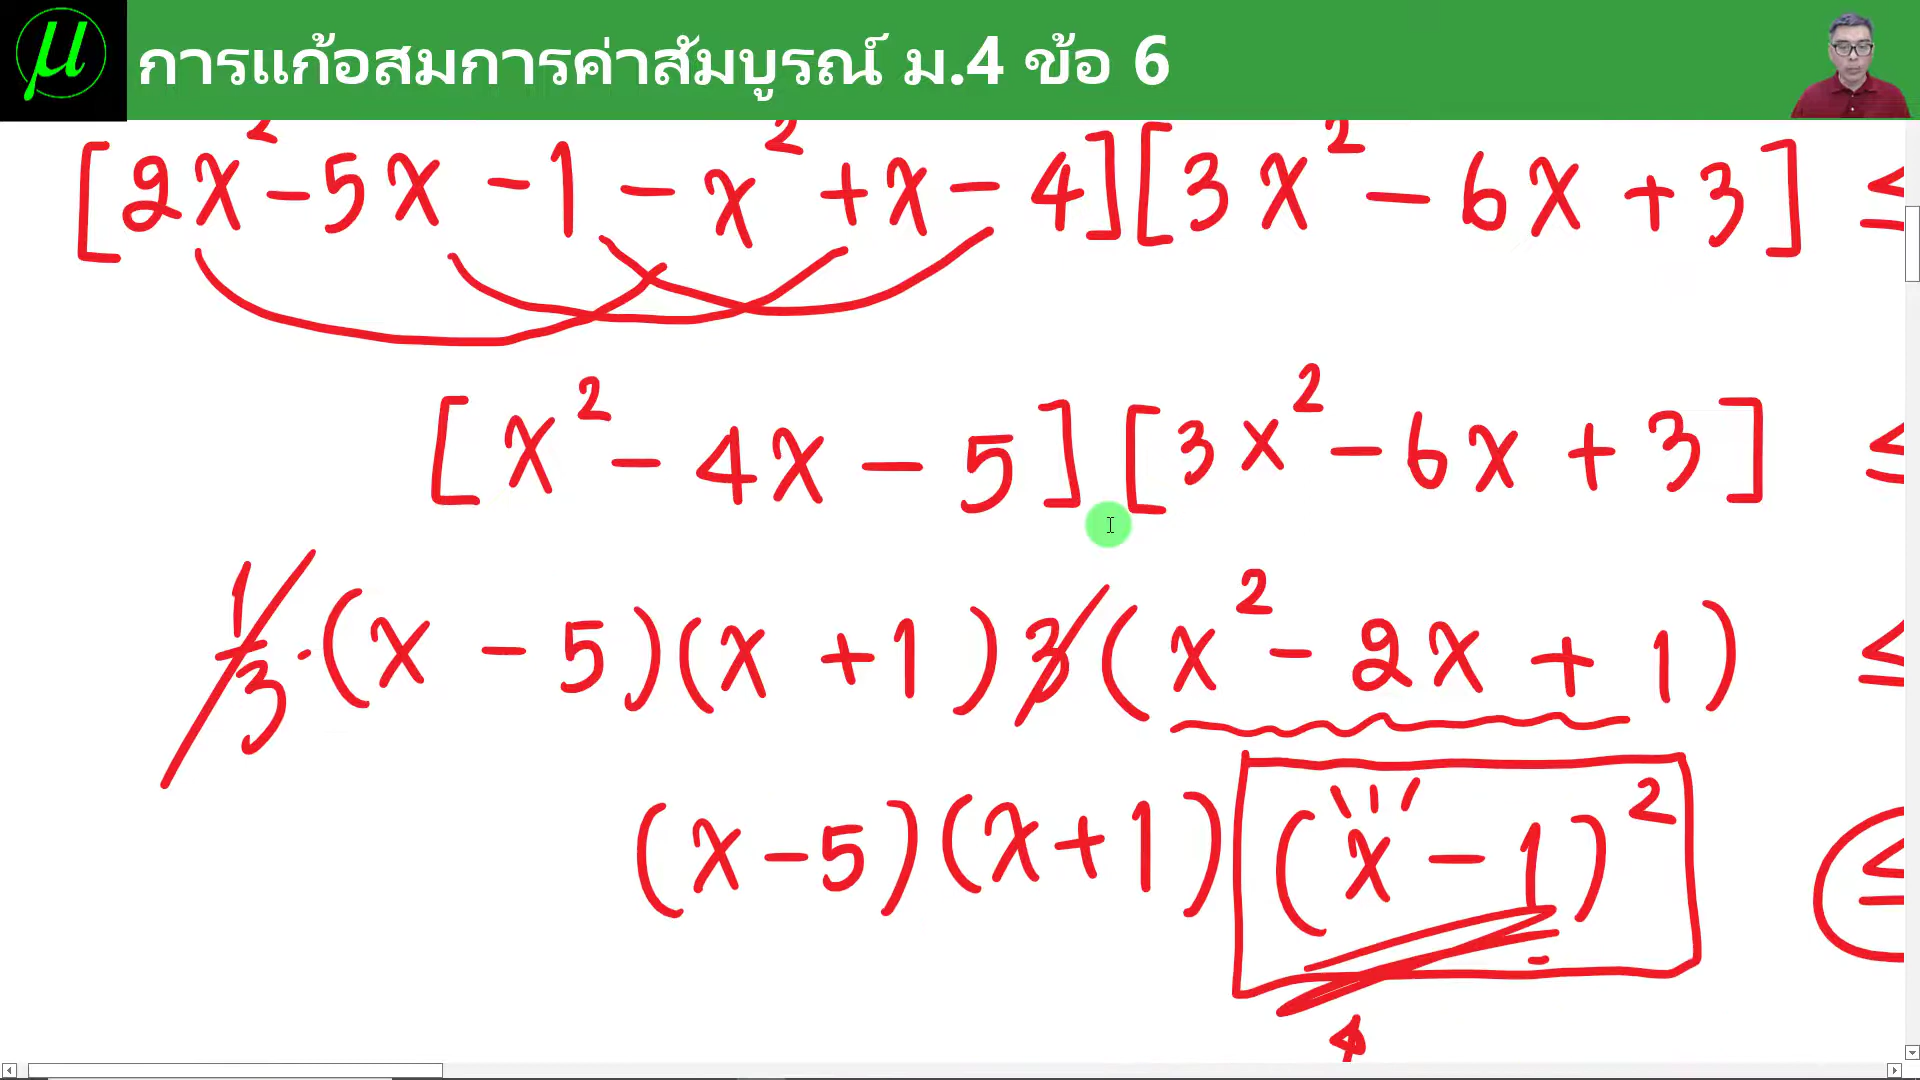 μ
การแก้อสมการค่าสัมบูรณ์ ม.4 ข้อ 6
[2x² - 5x - 1 - x² + x - 4][3x² - 6x + 3] ≤
[x² - 4x - 5][3x² - 6x + 3] ≤
1/3 · (x - 5)(x + 1) 3 (x² - 2x + 1) ≤
(x - 5)(x + 1)(x - 1)² ≤